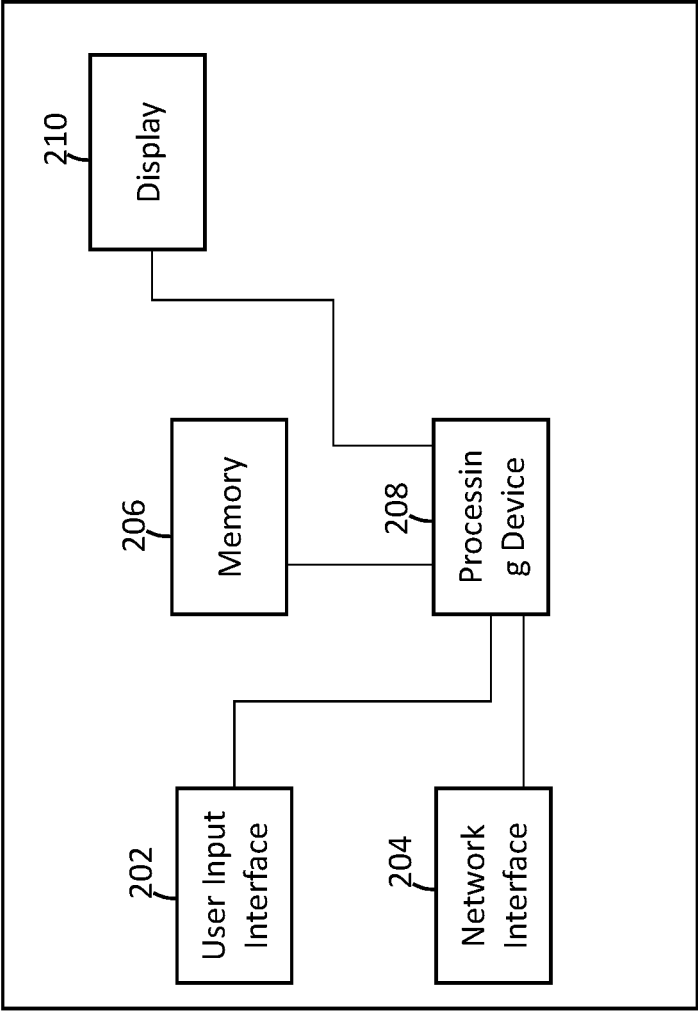 202
User Input
Interface
204
Network
Interface
206
Memory
208
Processin
g Device
210
Display